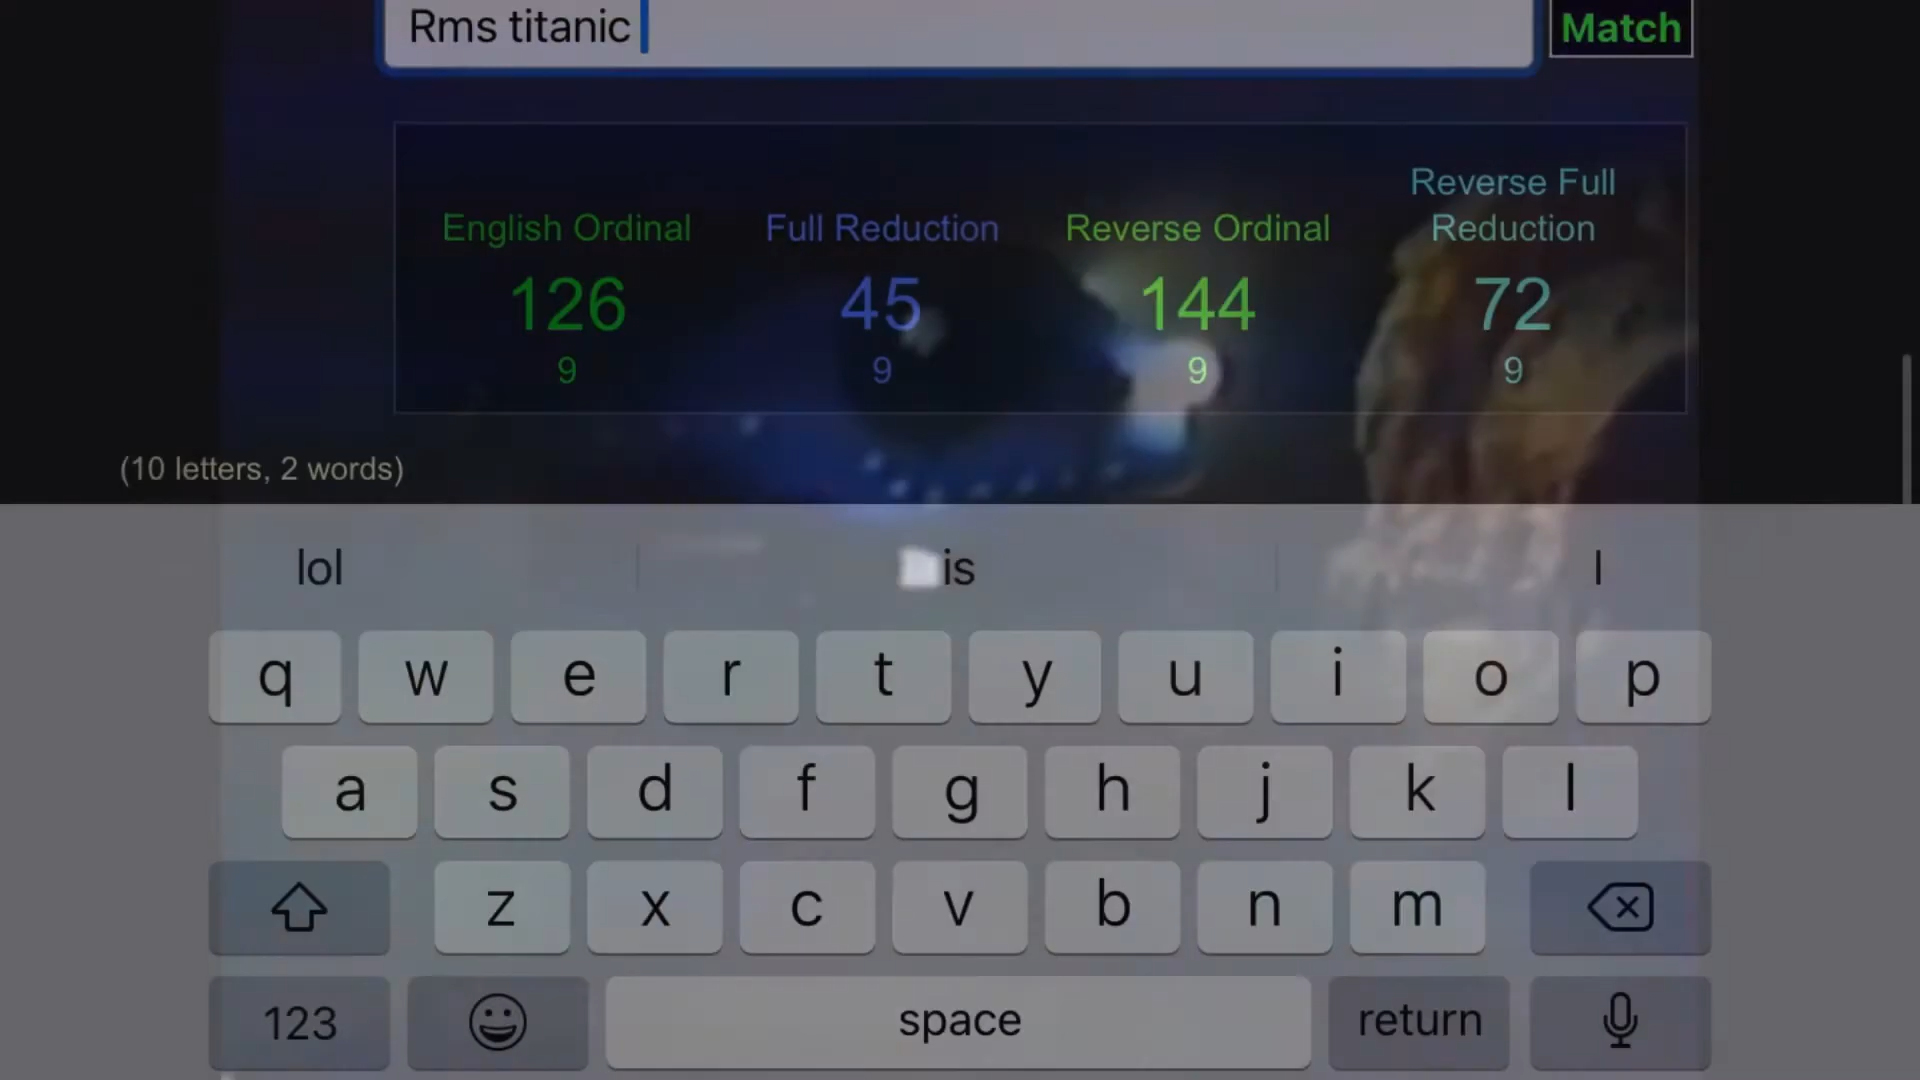 Rms titanic
Match
English Ordinal
126
9
Full Reduction
45
9
Reverse Ordinal
144
9
Reverse Full
Reduction
72
9
(10 letters, 2 words)
lol
is
I
q w e r t y u i o p
a s d f g h j k l
z x c v b n m
123 space return